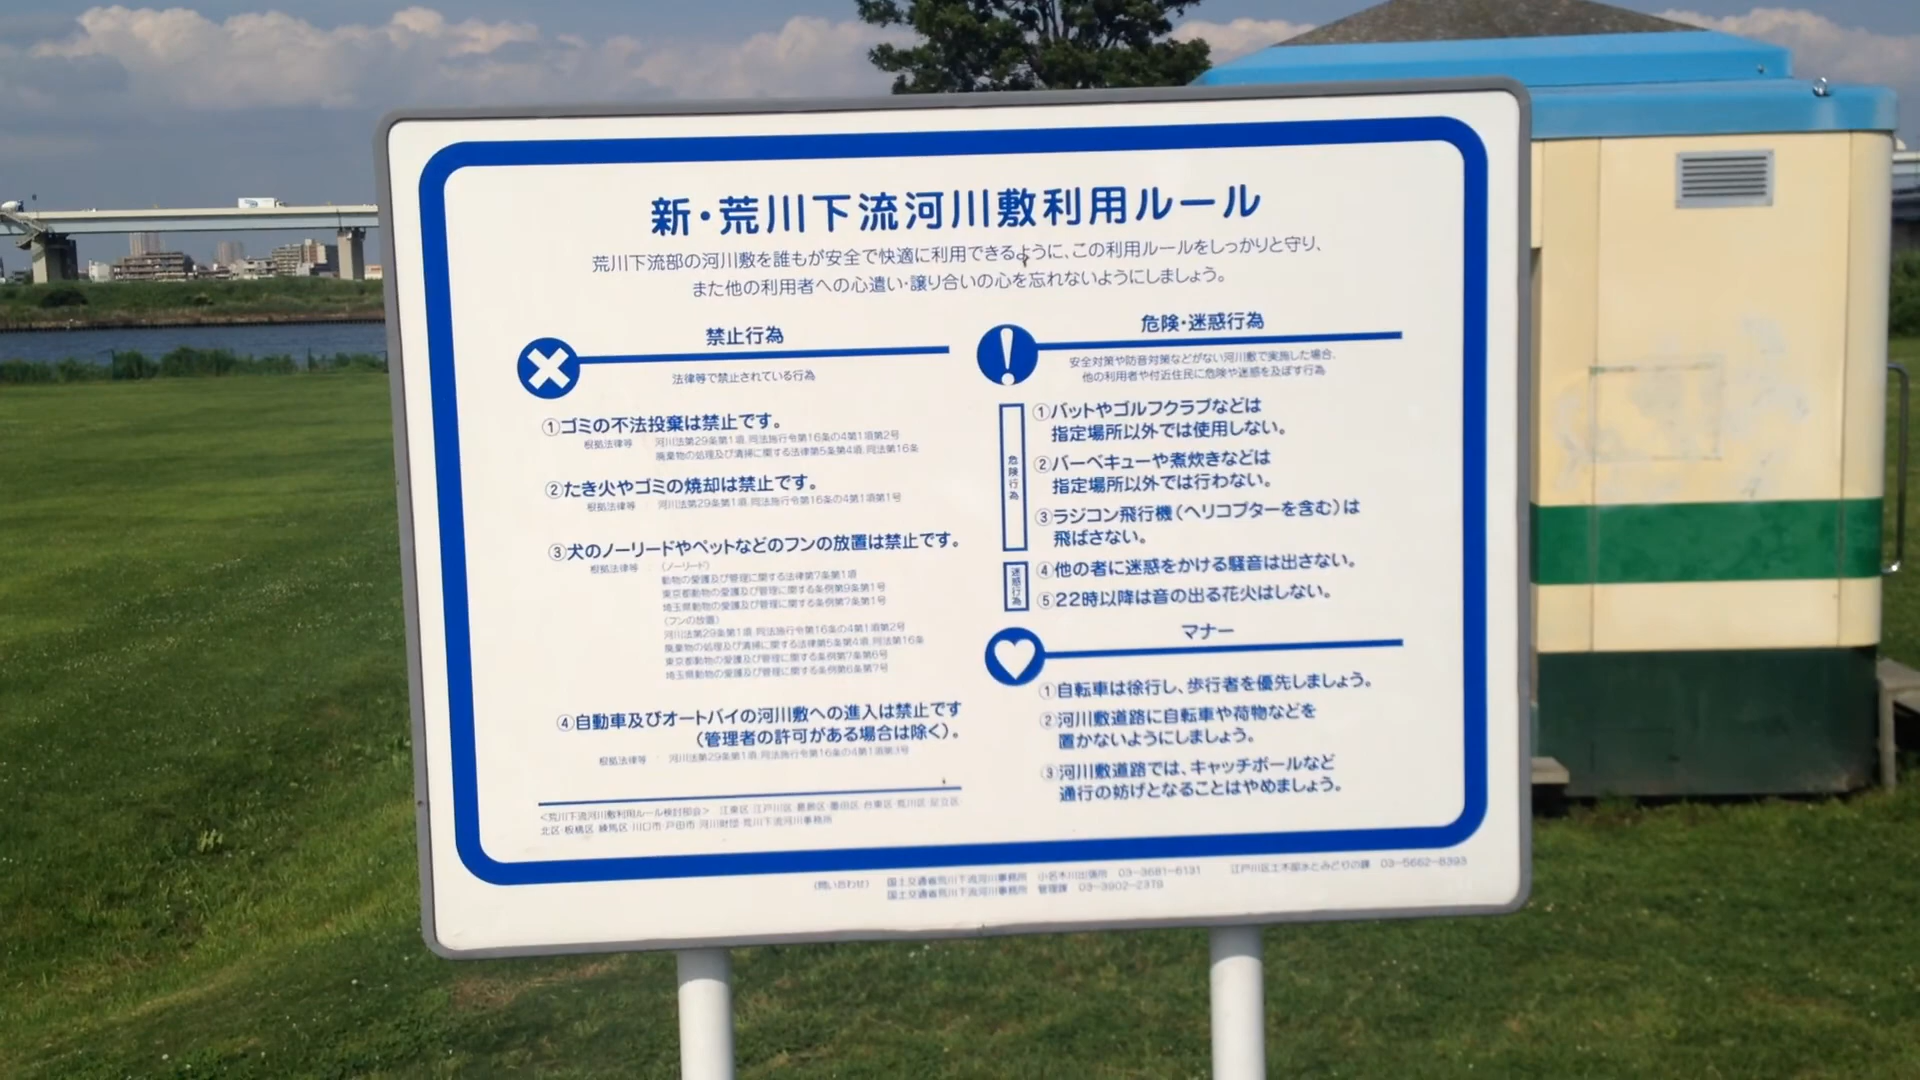 新・荒川下流河川敷利用ルール
荒川下流部の河川敷を誰もが安全で快適に利用できるように、この利用ルールをしっかりと守り、
また他の利用者への心遣い・譲り合いの心を忘れないようにしましょう。
禁止行為
法律等で禁止されている行為
①ゴミの不法投棄は禁止です。
根拠法律等 河川法第29条第1項、同法施行令第16条の4第1項第2号
廃棄物の処理及び清掃に関する法律第5条第4項、同法第16条
②たき火やゴミの焼却は禁止です。
根拠法律等 河川法第29条第1項、同法施行令第16条の4第1項第1号
③犬のノーリードやペットなどのフンの放置は禁止です。
根拠法律等 (ノーリード)
動物の愛護及び管理に関する法律第7条第1項
東京都動物の愛護及び管理に関する条例第9条第1号
埼玉県動物の愛護及び管理に関する条例第7条第1号
(フンの放置)
河川法第29条第1項、同法施行令第16条の4第1項第2号
廃棄物の処理及び清掃に関する法律第5条第4項、同法第16条
東京都動物の愛護及び管理に関する条例第7条第6号
埼玉県動物の愛護及び管理に関する条例第6条第7号
④自動車及びオートバイの河川敷への進入は禁止です
(管理者の許可がある場合は除く)。
根拠法律等 河川法第29条第1項、同法施行令第16条の4第1項第3号
<荒川下流河川敷利用ルール検討部会> 江東区・江戸川区・葛飾区・墨田区・台東区・荒川区・足立区・
北区・板橋区・練馬区・川口市・戸田市・河川財団・荒川下流河川事務所
危険・迷惑行為
安全対策や防音対策などがない河川敷で実施した場合、
他の利用者や付近住民に危険や迷惑を及ぼす行為
危険行為
①バットやゴルフクラブなどは
指定場所以外では使用しない。
②バーベキューや煮炊きなどは
指定場所以外では行わない。
③ラジコン飛行機(ヘリコプターを含む)は
飛ばさない。
迷惑行為
④他の者に迷惑をかける騒音は出さない。
⑤22時以降は音の出る花火はしない。
マナー
①自転車は徐行し、歩行者を優先しましょう。
②河川敷道路に自転車や荷物などを
置かないようにしましょう。
③河川敷道路では、キャッチボールなど
通行の妨げとなることはやめましょう。
(問い合わせ) 国土交通省荒川下流河川事務所 小名木川出張所 03-3681-6131 江戸川区土木部水とみどりの課 03-5662-8393
国土交通省荒川下流河川事務所 管理課 03-3902-2379